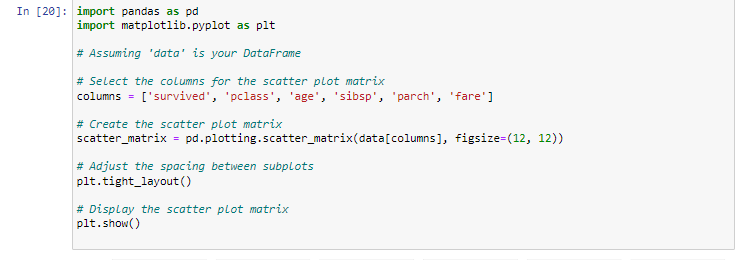 In [20]: import pandas as pd
import matplotlib.pyplot as plt
# Assuming 'data' is your DataFrame
# Select the columns for the scatter plot matrix
columns = ['survived', 'pclass', 'age', 'sibsp', 'parch', 'fare']
# Create the scatter plot matrix
scatter_matrix = pd.plotting.scatter_matrix(data[columns], figsize=(12, 12))
# Adjust the spacing between subplots
plt.tight_layout()
# Display the scatter plot matrix
plt.show()